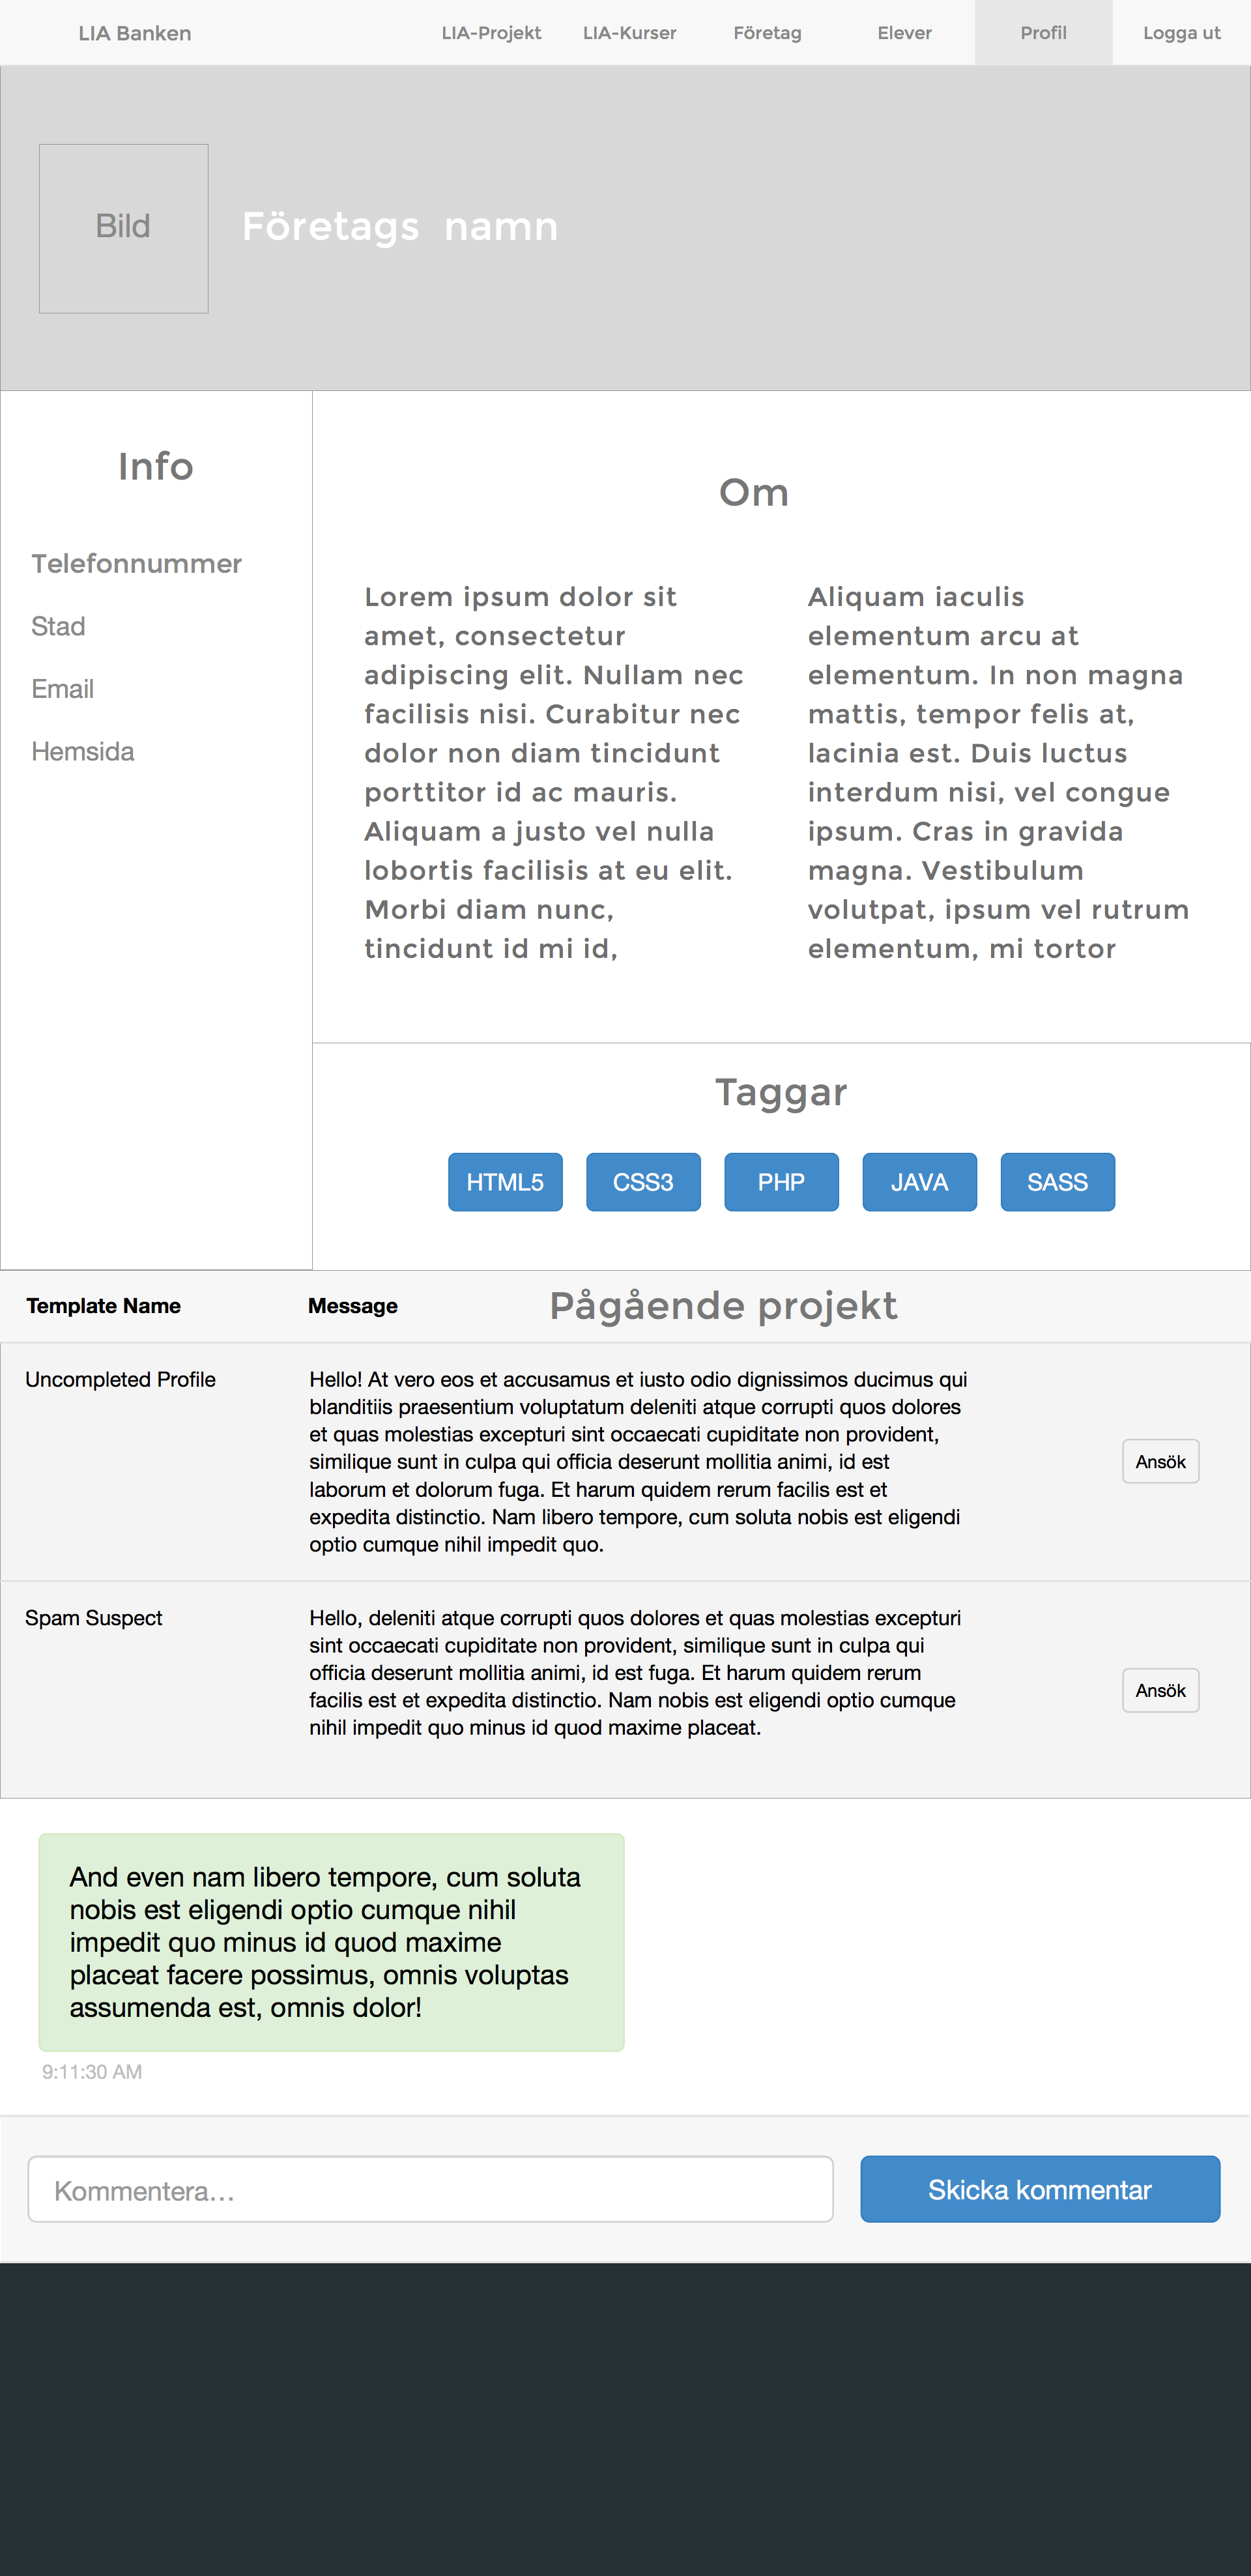 LIA Banken LIA-Projekt LIA-Kurser Företag Elever Profil Logga ut
Bild
Företags namn
Info
Telefonnummer
Stad
Email
Hemsida
Om
Lorem ipsum dolor sit
amet, consectetur
adipiscing elit. Nullam nec
facilisis nisi. Curabitur nec
dolor non diam tincidunt
porttitor id ac mauris.
Aliquam a justo vel nulla
lobortis facilisis at eu elit.
Morbi diam nunc,
tincidunt id mi id,
Aliquam iaculis
elementum arcu at
elementum. In non magna
mattis, tempor felis at,
lacinia est. Duis luctus
interdum nisi, vel congue
ipsum. Cras in gravida
magna. Vestibulum
volutpat, ipsum vel rutrum
elementum, mi tortor
Taggar
HTML5 CSS3 PHP JAVA SASS
Template Name Message Pågående projekt
Uncompleted Profile
Hello! At vero eos et accusamus et iusto odio dignissimos ducimus qui
blanditiis praesentium voluptatum deleniti atque corrupti quos dolores
et quas molestias excepturi sint occaecati cupiditate non provident,
similique sunt in culpa qui officia deserunt mollitia animi, id est
laborum et dolorum fuga. Et harum quidem rerum facilis est et
expedita distinctio. Nam libero tempore, cum soluta nobis est eligendi
optio cumque nihil impedit quo.
Ansök
Spam Suspect
Hello, deleniti atque corrupti quos dolores et quas molestias excepturi
sint occaecati cupiditate non provident, similique sunt in culpa qui
officia deserunt mollitia animi, id est fuga. Et harum quidem rerum
facilis est et expedita distinctio. Nam nobis est eligendi optio cumque
nihil impedit quo minus id quod maxime placeat.
Ansök
And even nam libero tempore, cum soluta
nobis est eligendi optio cumque nihil
impedit quo minus id quod maxime
placeat facere possimus, omnis voluptas
assumenda est, omnis dolor!
9:11:30 AM
Kommentera... Skicka kommentar